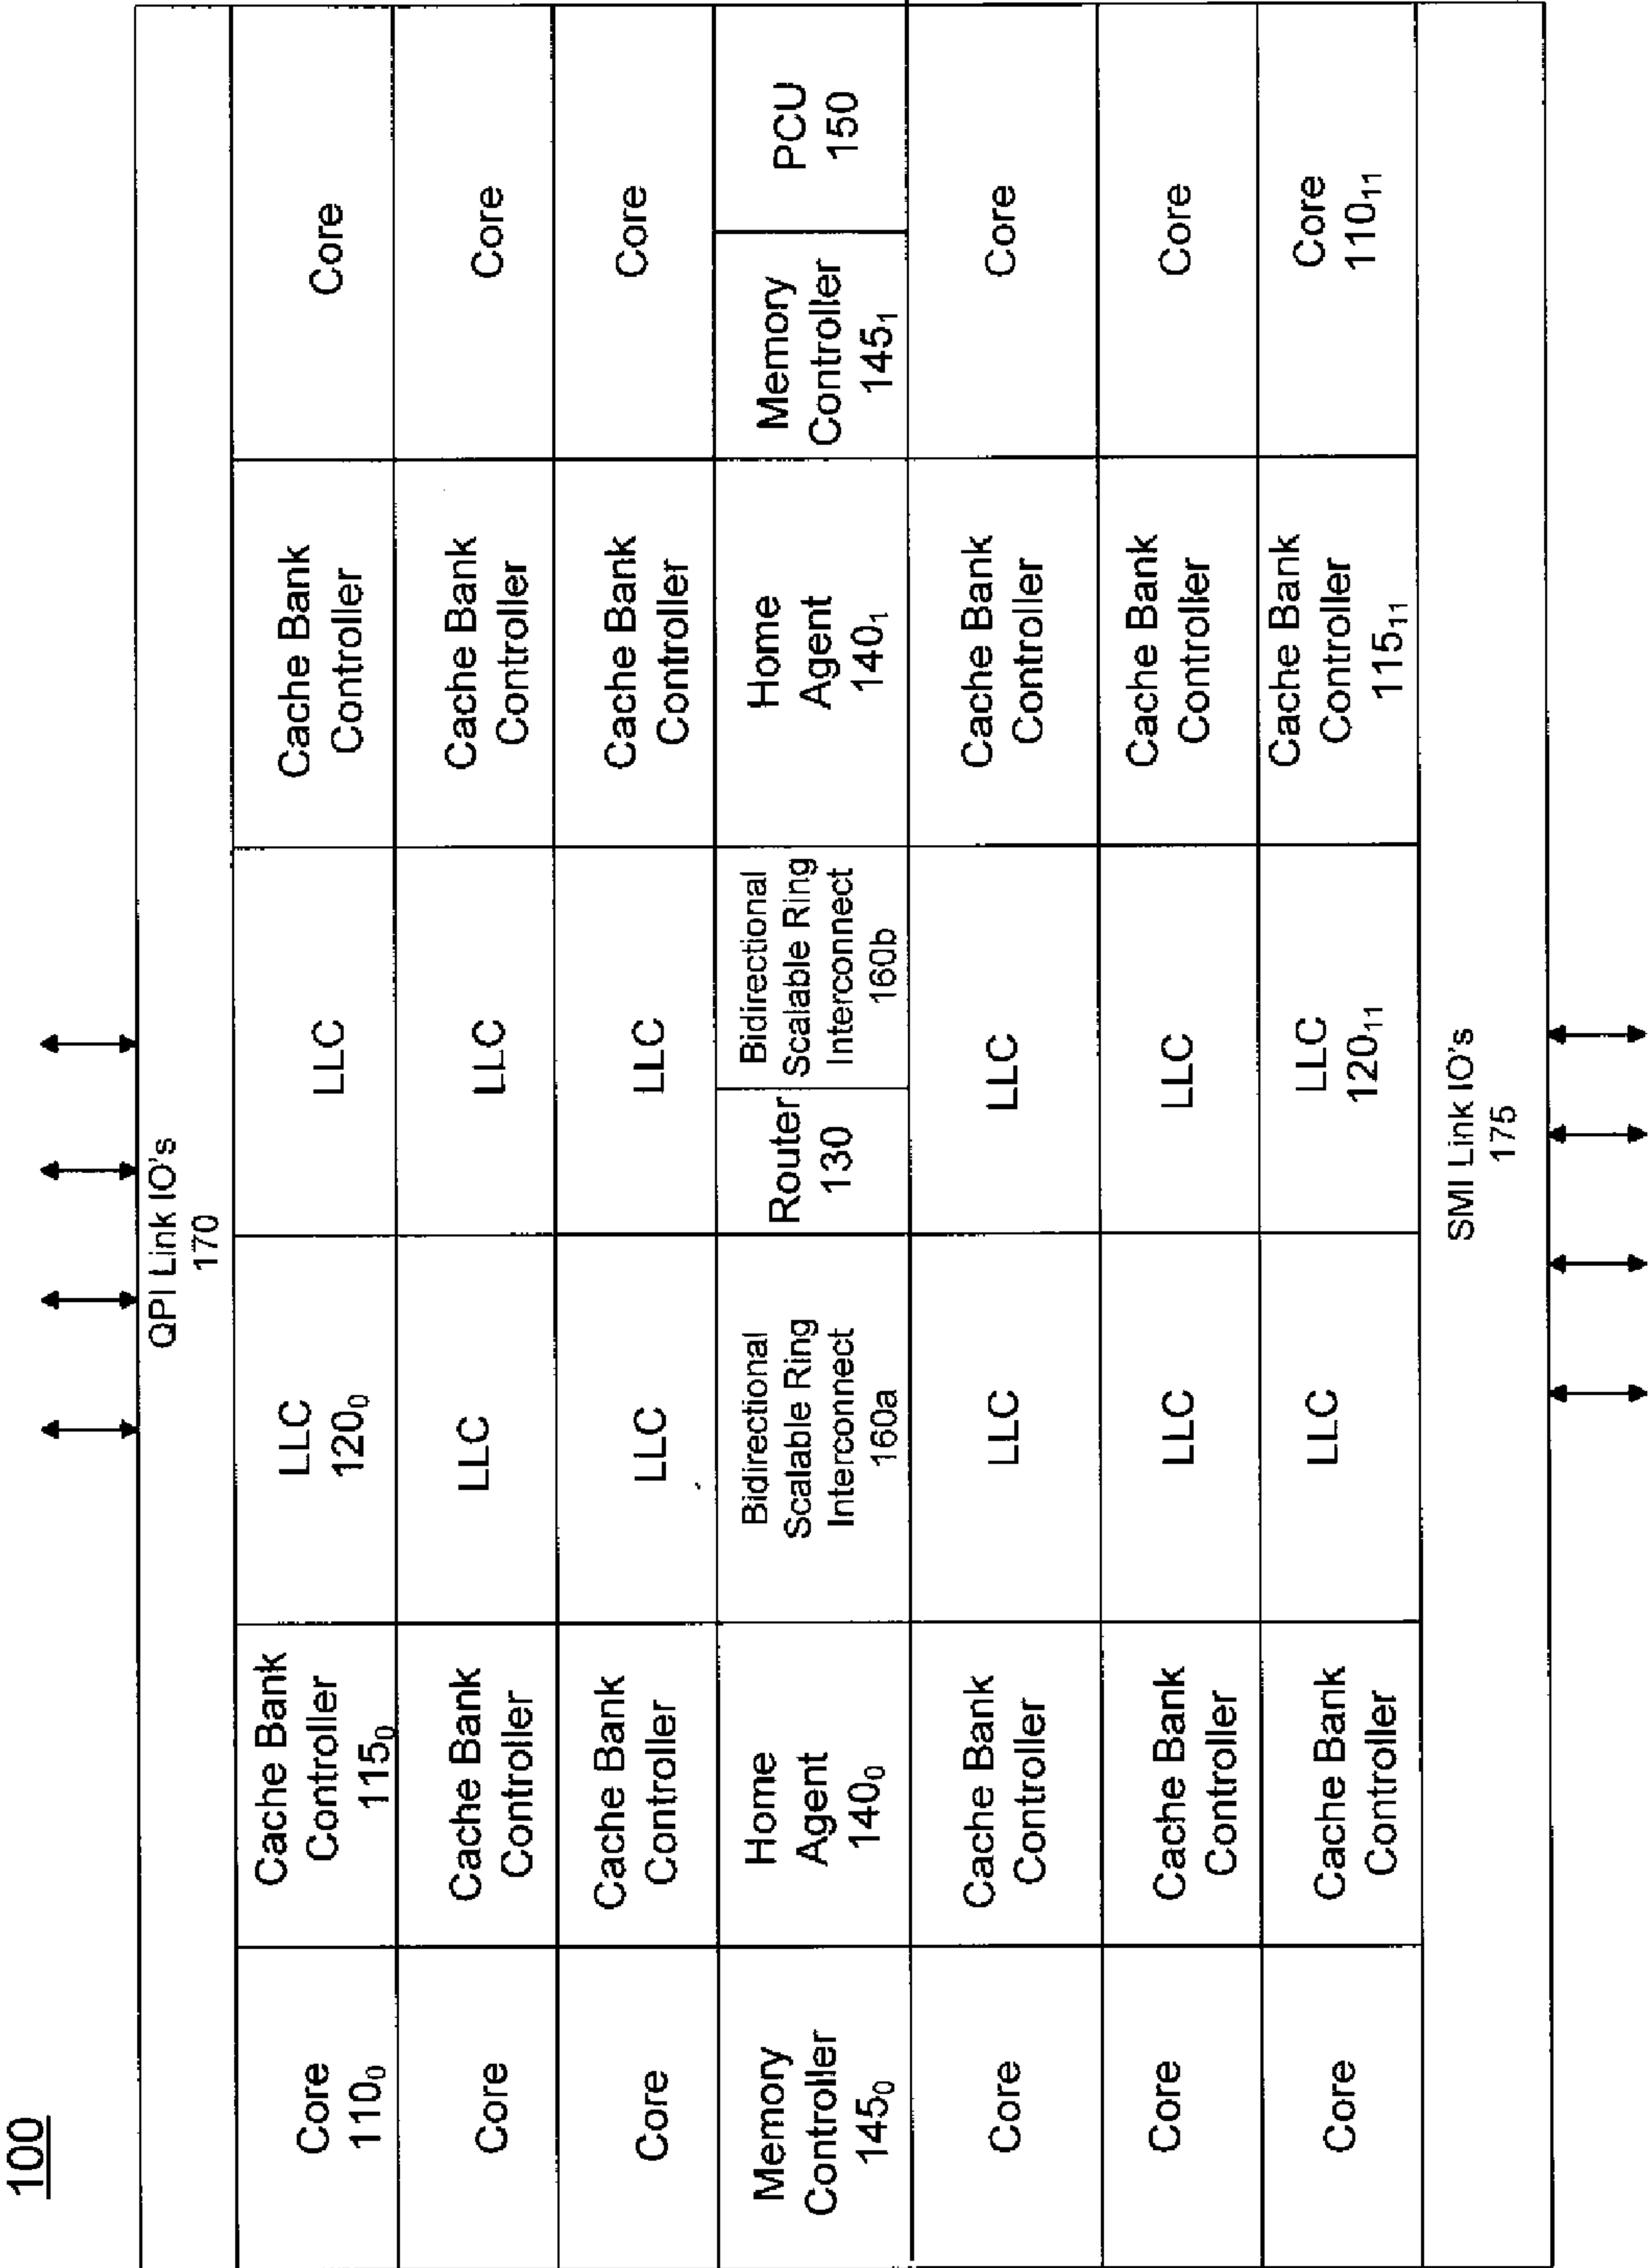 100
QPI Link IO's
170
Core
110₀
Cache Bank
Controller
115₀
LLC
120₀
LLC
Cache Bank
Controller
Core
Core
Cache Bank
Controller
LLC
LLC
Cache Bank
Controller
Core
Core
Cache Bank
Controller
LLC
LLC
Cache Bank
Controller
Core
Memory
Controller
145₀
Home
Agent
140₀
Bidirectional
Scalable Ring
Interconnect
160a
Router
130
Bidirectional
Scalable Ring
Interconnect
160b
Home
Agent
140₁
Memory
Controller
145₁
PCU
150
Core
Cache Bank
Controller
LLC
LLC
Cache Bank
Controller
Core
Core
Cache Bank
Controller
LLC
LLC
Cache Bank
Controller
Core
Core
Cache Bank
Controller
LLC
LLC
120₁₁
Cache Bank
Controller
115₁₁
Core
110₁₁
SMI Link IO's
175